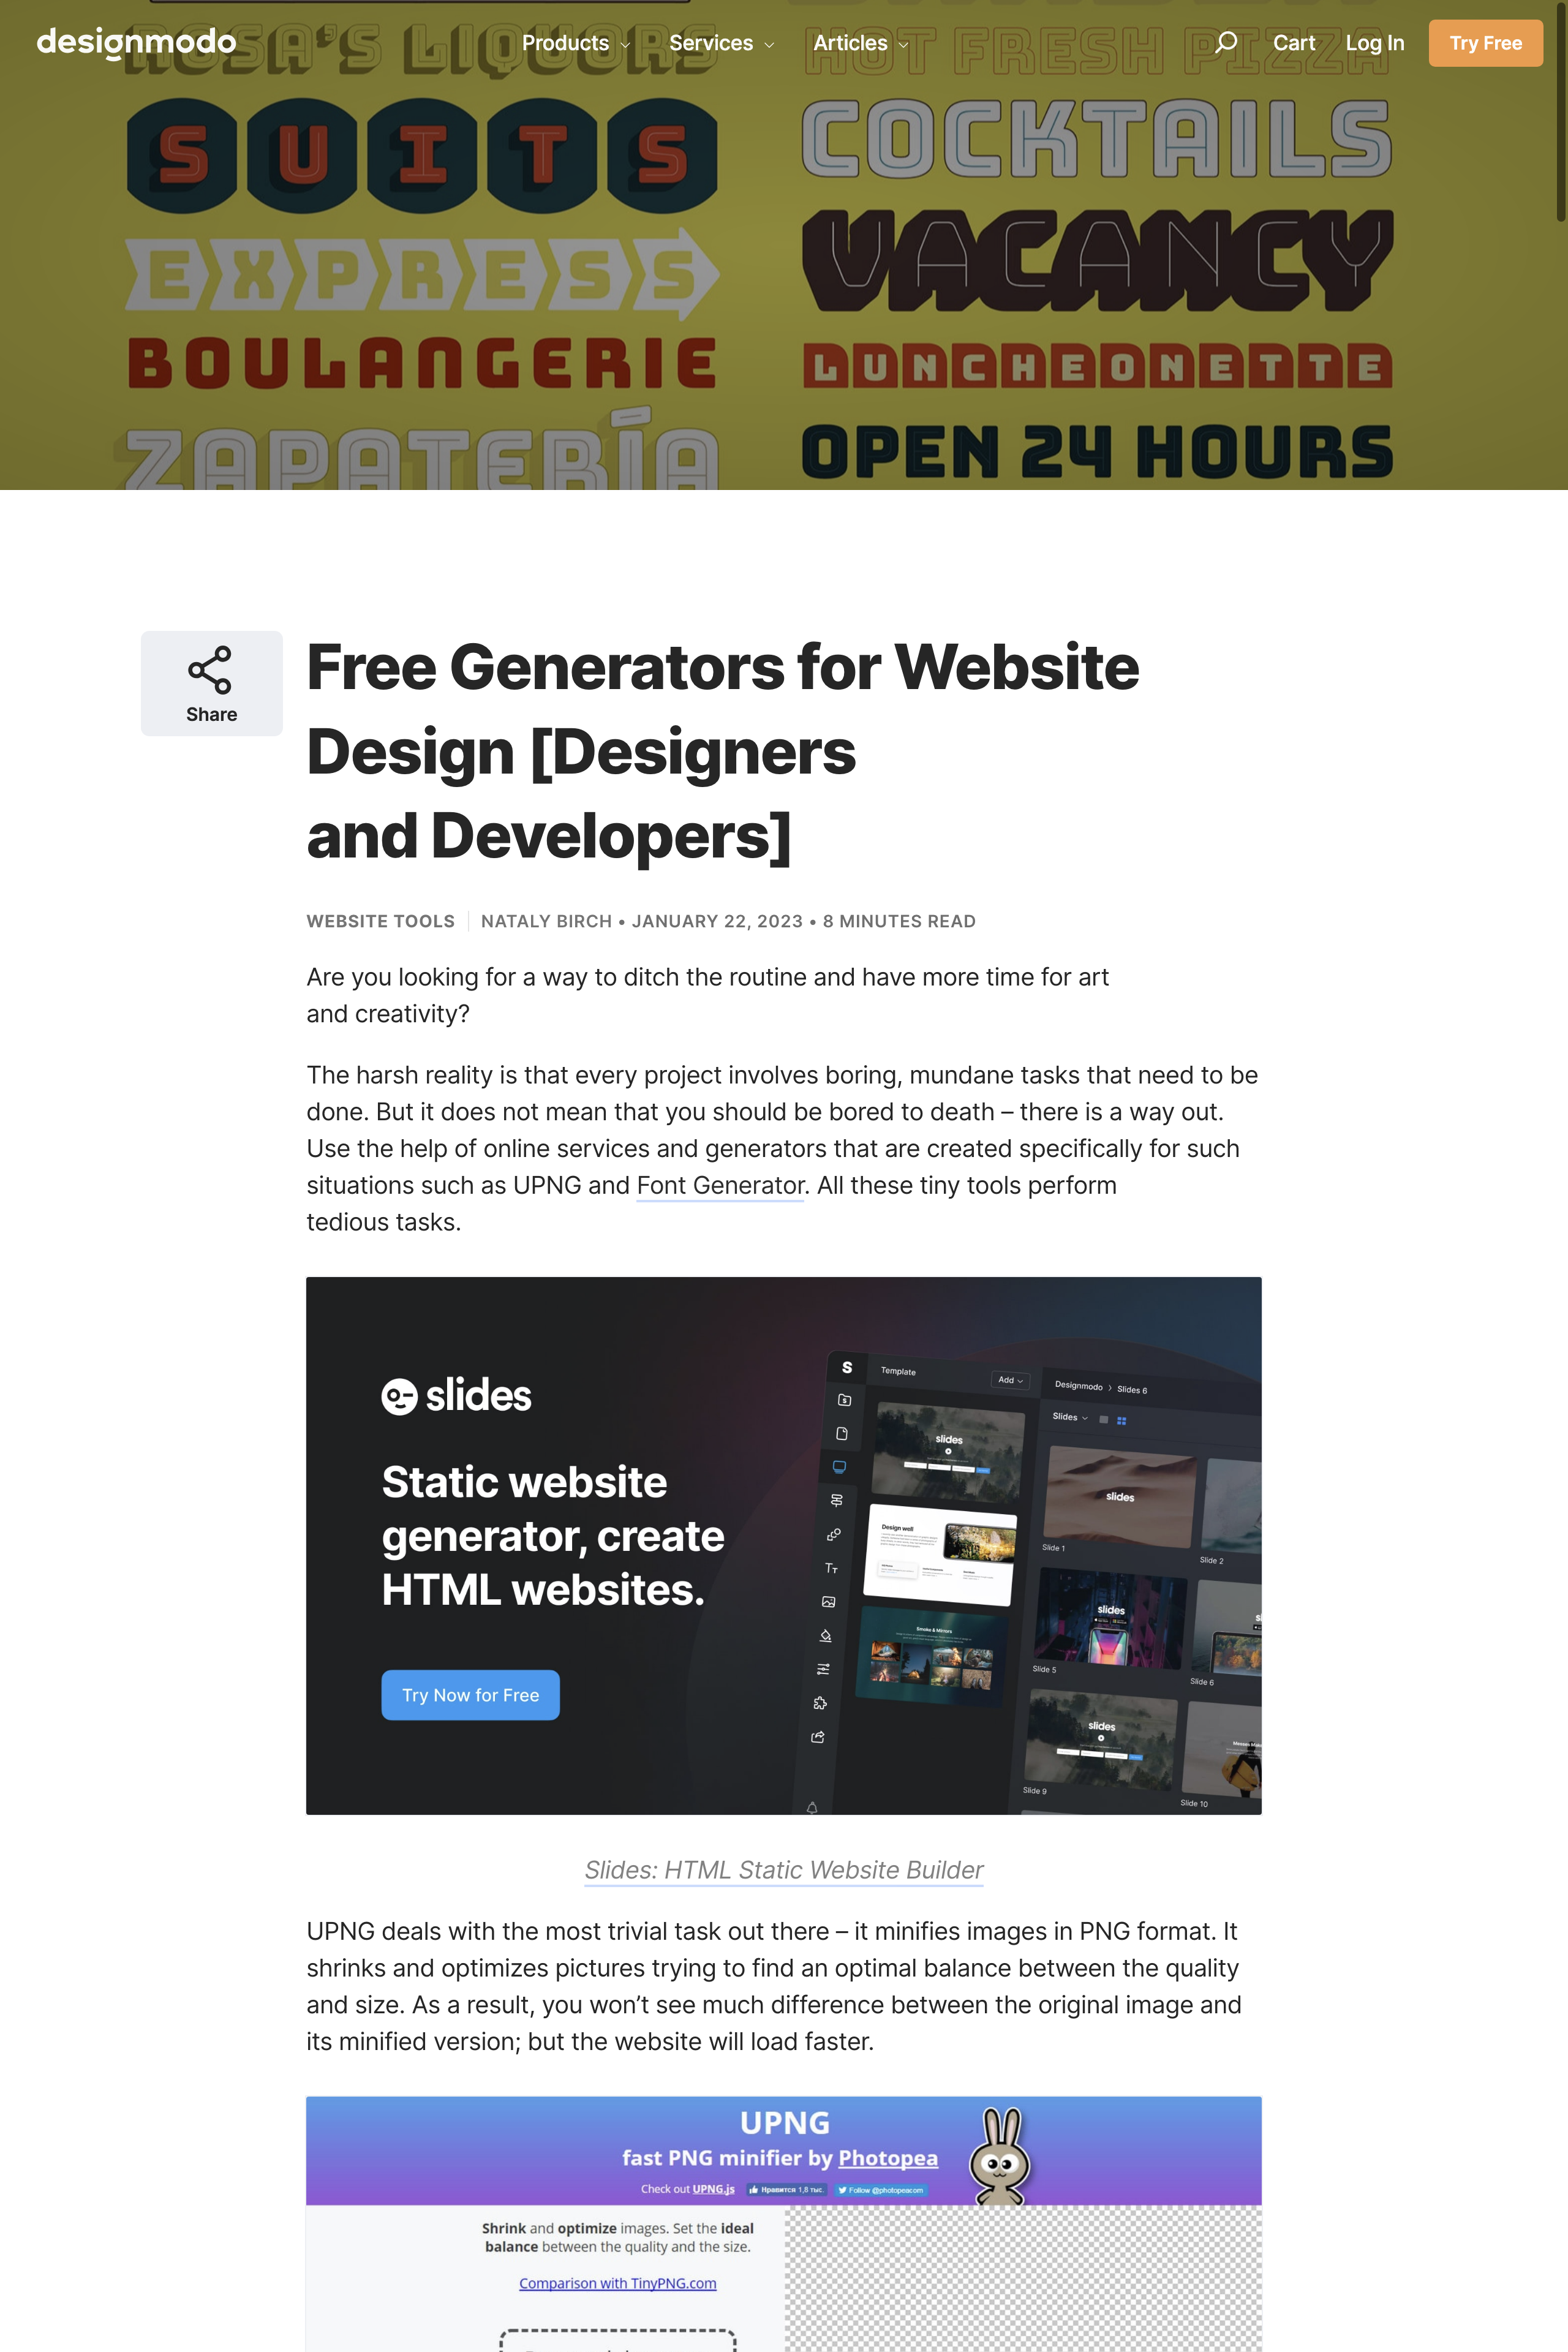 designmodo
Products
Services
Articles
Cart
Log In
Try Free
ROSA'S LIQUORS
HOT FRESH PIZZA
SUITS
COCKTAILS
EXPRESS
VACANCY
BOULANGERIE
LUNCHEONETTE
ZAPATERÍA
OPEN 24 HOURS
Share
Free Generators for Website
Design [Designers
and Developers]
WEBSITE TOOLS
NATALY BIRCH • JANUARY 22, 2023 • 8 MINUTES READ
Are you looking for a way to ditch the routine and have more time for art
and creativity?
The harsh reality is that every project involves boring, mundane tasks that need to be
done. But it does not mean that you should be bored to death – there is a way out.
Use the help of online services and generators that are created specifically for such
situations such as UPNG and Font Generator. All these tiny tools perform
tedious tasks.
slides
Static website
generator, create
HTML websites.
Try Now for Free
S
Template
Add
Designmodo > Slides 6
Slides
slides
Design well
Smoke & Mirrors
slides
Slide 1
Slide 2
slides
Slide 5
Slide 6
slides
Slide 9
Slide 10
Slides: HTML Static Website Builder
UPNG deals with the most trivial task out there – it minifies images in PNG format. It
shrinks and optimizes pictures trying to find an optimal balance between the quality
and size. As a result, you won’t see much difference between the original image and
its minified version; but the website will load faster.
UPNG
fast PNG minifier by Photopea
Check out UPNG.js
Нравится 1,8 тыс.
Follow @photopeacom
Shrink and optimize images. Set the ideal
balance between the quality and the size.
Comparison with TinyPNG.com